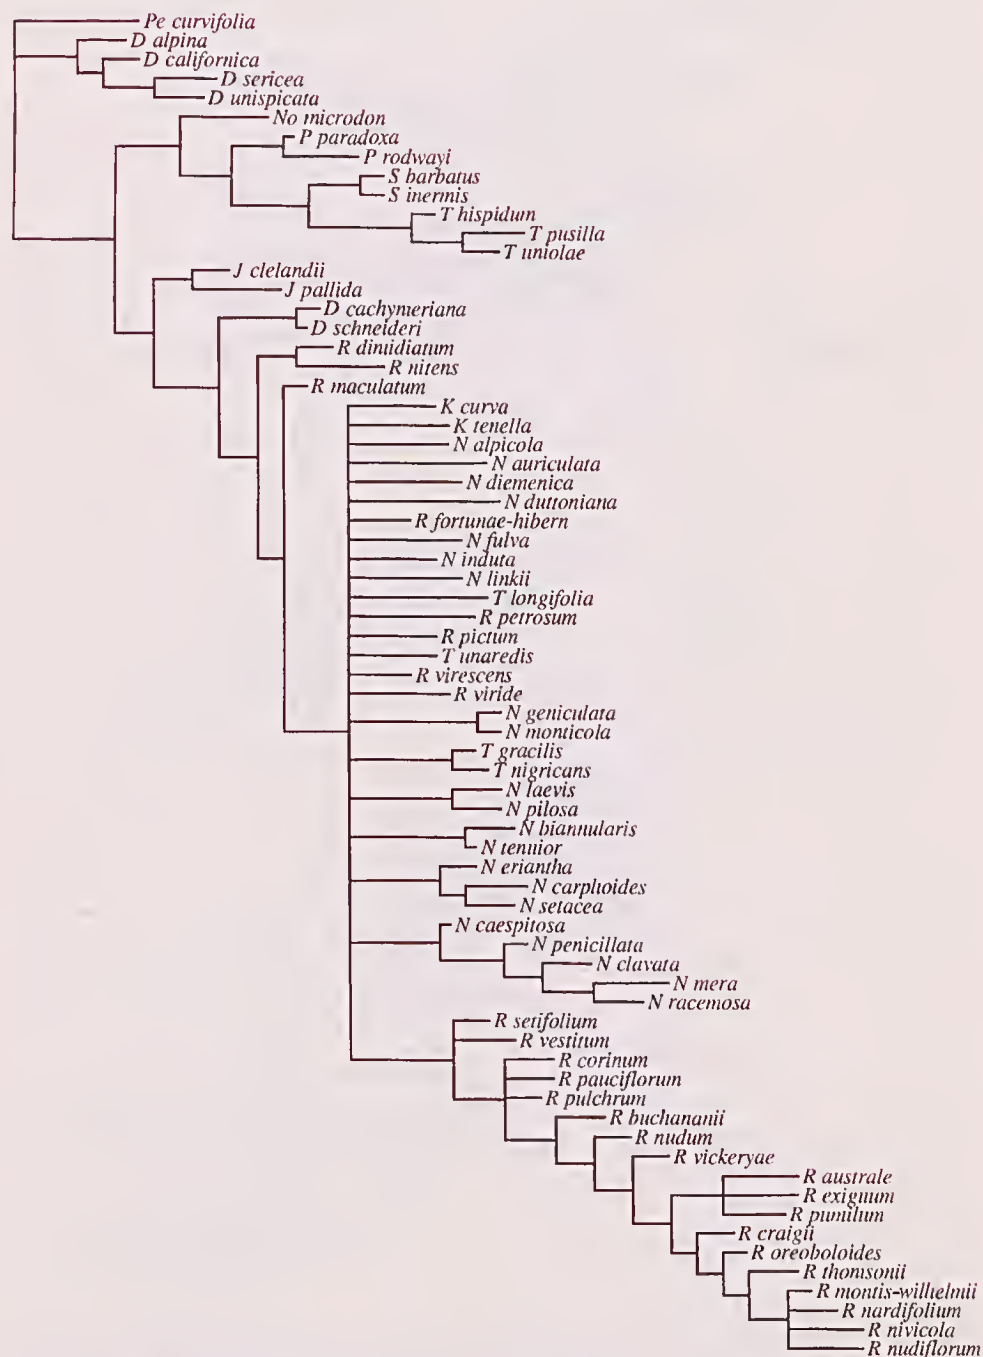 Pe curvifolia
D alpina
D californica
D sericea
D unispicata
No microdon
P paradoxa
P rodwayi
S barbatus
S inermis
T hispidum
T pusilla
T uniolae
J clelandii
J pallida
D cachymeriana
D schneideri
R dimidiatum
R nitens
R maculatum
K curva
K tenella
N alpicola
N auriculata
N diemenica
N duttoniana
R fortunae-hibern
N fulva
N induta
N linkii
T longifolia
R petrosum
R pictum
T unaredis
R virescens
R viride
N geniculata
N monticola
T gracilis
T nigricans
N laevis
N pilosa
N biannularis
N tenuior
N eriantha
N carphoides
N setacea
N caespitosa
N penicillata
N clavata
N mera
N racemosa
R setifolium
R vestitum
R corinum
R pauciflorum
R pulchrum
R buchananii
R nudum
R vickeryae
R australe
R exiguum
R pumilum
R craigii
R oreoboloides
R thomsonii
R montis-wilhelmii
R nardifolium
R nivicola
R nudiflorum